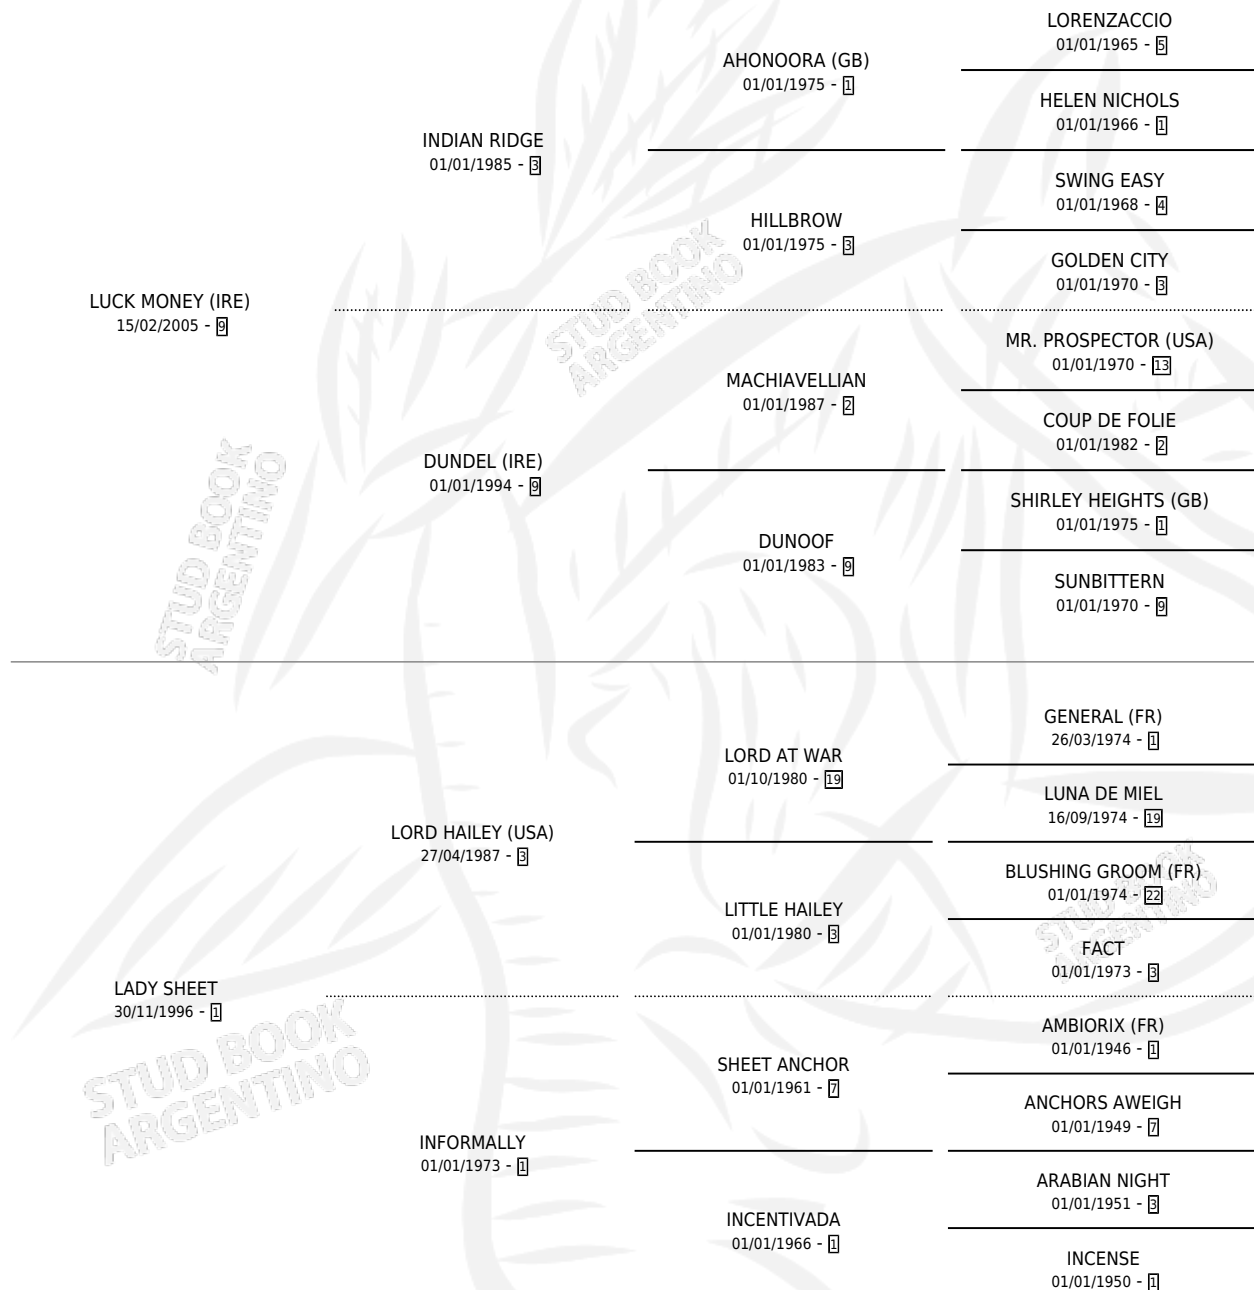 LORENZACCIO
01/01/1965 - 5
AHONOORA (GB)
01/01/1975 - 1
HELEN NICHOLS
01/01/1966 - 1
INDIAN RIDGE
01/01/1985 - 3
SWING EASY
01/01/1968 - 4
HILLBROW
01/01/1975 - 3
GOLDEN CITY
01/01/1970 - 3
STUD BOOK
ARGENTINO
LUCK MONEY (IRE)
15/02/2005 - 9
MR. PROSPECTOR (USA)
01/01/1970 - 13
MACHIAVELLIAN
01/01/1987 - 2
COUP DE FOLIE
01/01/1982 - 2
DUNDEL (IRE)
01/01/1994 - 9
SHIRLEY HEIGHTS (GB)
01/01/1975 - 1
DUNOOF
01/01/1983 - 9
SUNBITTERN
01/01/1970 - 9
STUD BOOK
ARGENTINO
GENERAL (FR)
26/03/1974 - 1
LORD AT WAR
01/10/1980 - 19
LUNA DE MIEL
16/09/1974 - 19
LORD HAILEY (USA)
27/04/1987 - 3
BLUSHING GROOM (FR)
01/01/1974 - 22
LITTLE HAILEY
01/01/1980 - 3
FACT
01/01/1973 - 3
STUD BOOK
ARGENTINO
LADY SHEET
30/11/1996 - 1
AMBIORIX (FR)
01/01/1946 - 1
SHEET ANCHOR
01/01/1961 - 7
ANCHORS AWEIGH
01/01/1949 - 7
STUD BOOK
ARGENTINO
INFORMALLY
01/01/1973 - 1
ARABIAN NIGHT
01/01/1951 - 3
INCENTIVADA
01/01/1966 - 1
INCENSE
01/01/1950 - 1